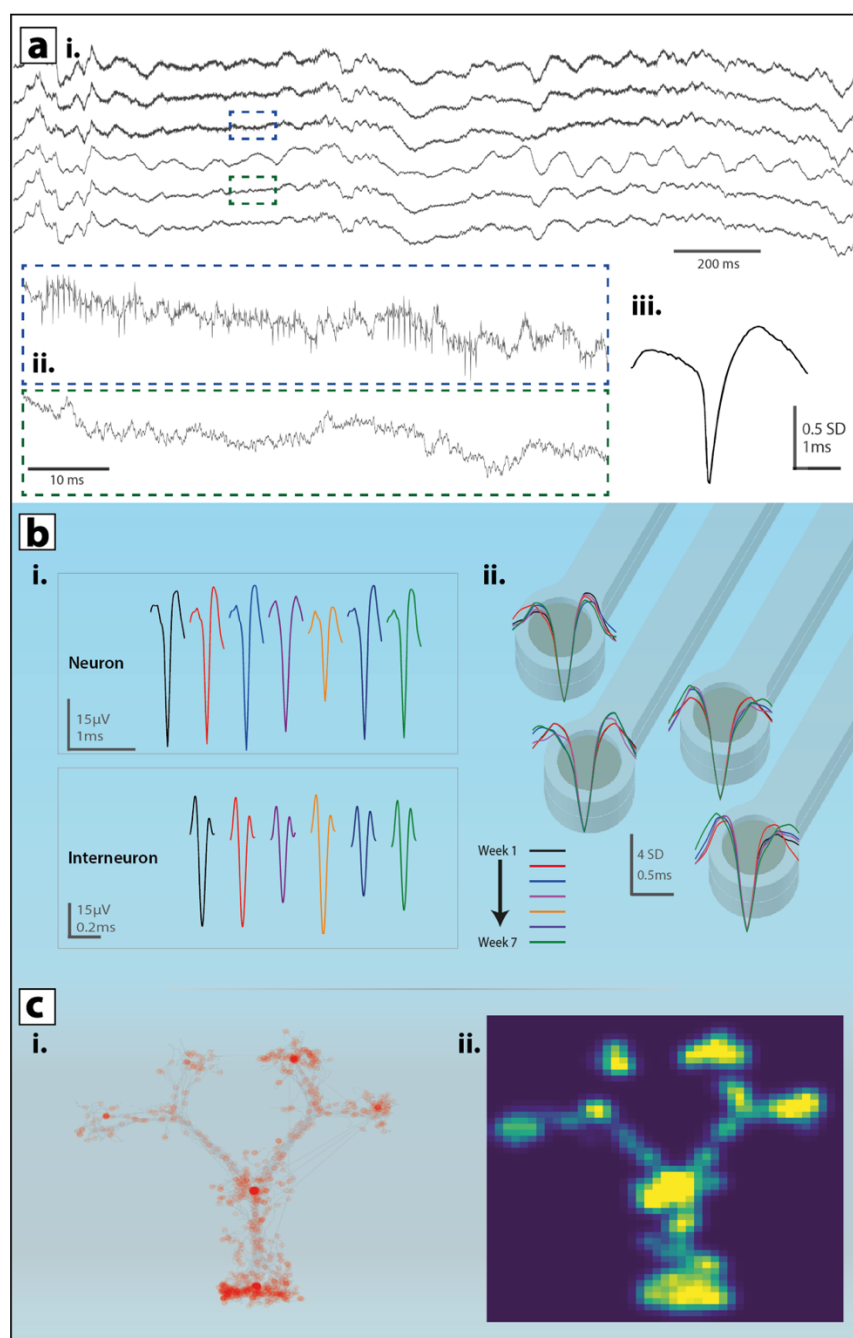 a
i.
200 ms
ii.
10 ms
iii.
0.5 SD
1ms
b
i.
Neuron
15µV
1ms
Interneuron
15µV
0.2ms
ii.
Week 1
Week 7
4 SD
0.5ms
c
i.
ii.